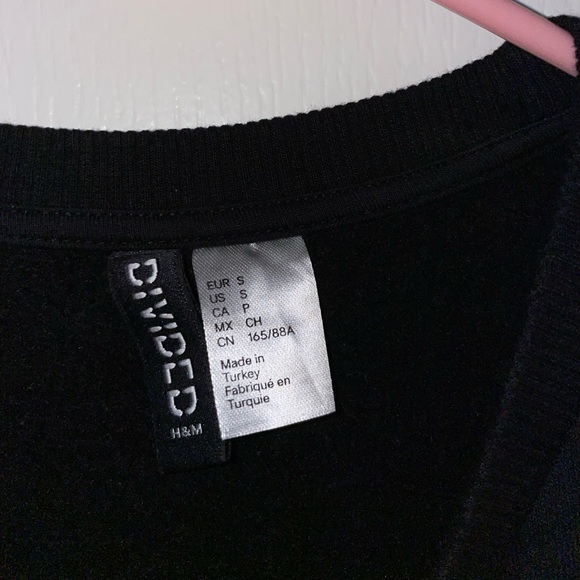 DIVIDED
H&M
EUR S
US S
CA P
MX CH
CN 165/88A
Made in
Turkey
Fabriqué en
Turquie